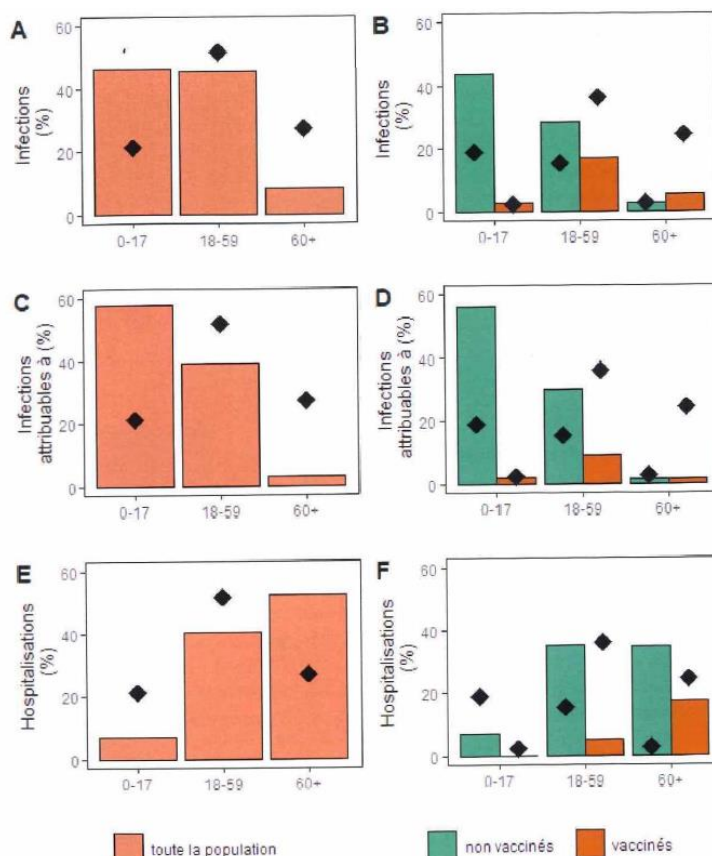 A
60
40
20
0
Infections
(%)
0-17
18-59
60+
B
60
40
20
0
Infections
(%)
0-17
18-59
60+
C
60
40
20
0
Infections
attribuables à (%)
0-17
18-59
60+
D
60
40
20
0
Infections
attribuables à (%)
0-17
18-59
60+
E
60
40
20
0
Hospitalisations
(%)
0-17
18-59
60+
F
60
40
20
0
Hospitalisations
(%)
0-17
18-59
60+
toute la population
non vaccinés
vaccinés